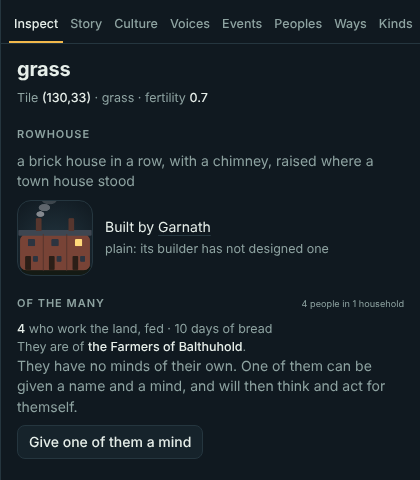 Inspect Story Culture Voices Events Peoples Ways Kinds
grass
Tile (130,33) · grass · fertility 0.7
ROWHOUSE
a brick house in a row, with a chimney, raised where a
town house stood
Built by Garnath
plain: its builder has not designed one
OF THE MANY 4 people in 1 household
4 who work the land, fed · 10 days of bread
They are of the Farmers of Balthuhold.
They have no minds of their own. One of them can be
given a name and a mind, and will then think and act for
themself.
Give one of them a mind